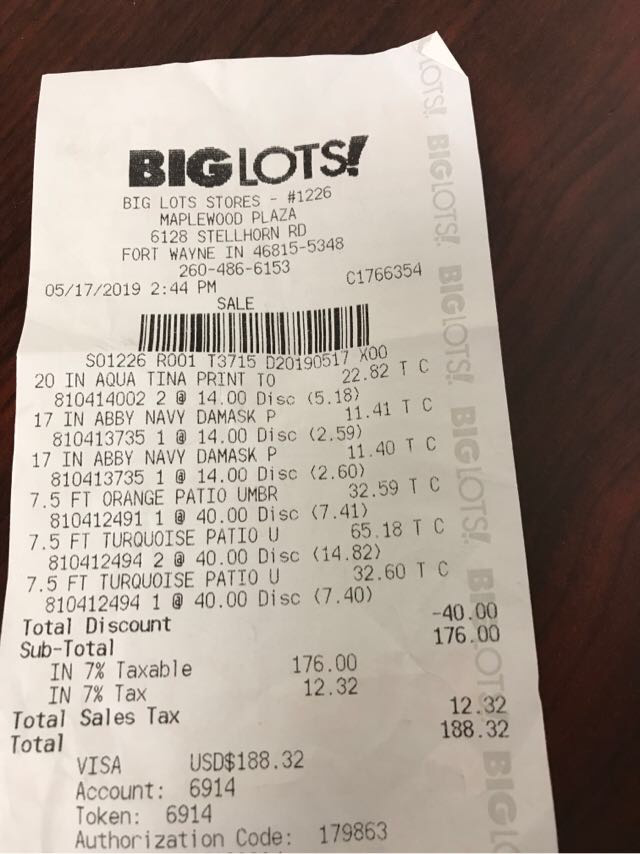 BIG LOTS!
BIG LOTS STORES - #1226
MAPLEWOOD PLAZA
6128 STELLHORN RD
FORT WAYNE IN 46815-5348
260-486-6153
05/17/2019 2:44 PM C1766354
SALE
S01226 R001 T3715 D20190517 X00
20 IN AQUA TINA PRINT TO 22.82 T C
810414002 2 @ 14.00 Disc (5.18)
17 IN ABBY NAVY DAMASK P 11.41 T C
810413735 1 @ 14.00 Disc (2.59)
17 IN ABBY NAVY DAMASK P 11.40 T C
810413735 1 @ 14.00 Disc (2.60)
7.5 FT ORANGE PATIO UMBR 32.59 T C
810412491 1 @ 40.00 Disc (7.41)
7.5 FT TURQUOISE PATIO U 65.18 T C
810412494 2 @ 40.00 Disc (14.82)
7.5 FT TURQUOISE PATIO U 32.60 T C
810412494 1 @ 40.00 Disc (7.40)
Total Discount -40.00
Sub-Total 176.00
IN 7% Taxable 176.00
IN 7% Tax 12.32
Total Sales Tax 12.32
Total 188.32
VISA USD$188.32
Account: 6914
Token: 6914
Authorization Code: 179863
LOTS! BIGLOTS! BIGLOTS! BIGLOTS! BIGLOTS! BIGLO